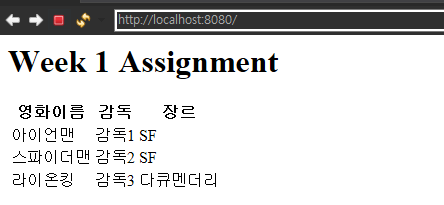 http://localhost:8080/
Week 1 Assignment
영화이름 감독 장르
아이언맨 감독1 SF
스파이더맨 감독2 SF
라이온킹 감독3 다큐멘더리